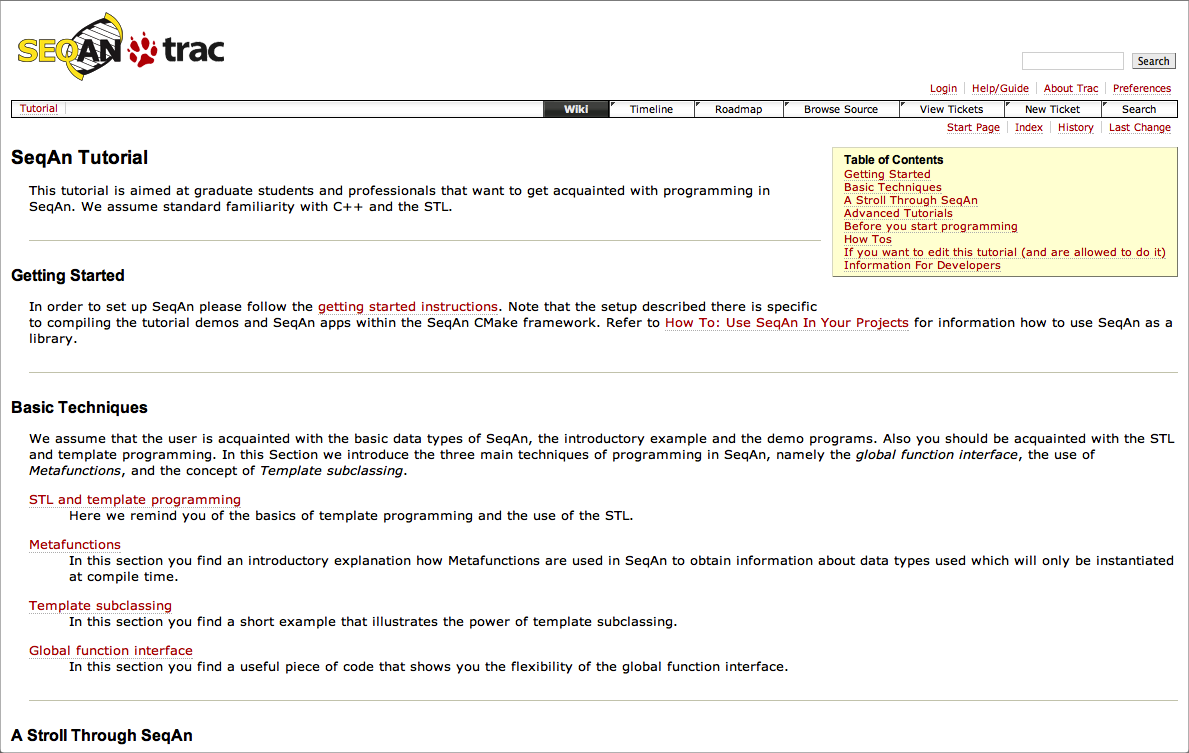 SEQAN trac
Search
Login Help/Guide About Trac Preferences
Tutorial
Wiki Timeline Roadmap Browse Source View Tickets New Ticket Search
Start Page Index History Last Change
SeqAn Tutorial
This tutorial is aimed at graduate students and professionals that want to get acquainted with programming in
SeqAn. We assume standard familiarity with C++ and the STL.
Table of Contents
Getting Started
Basic Techniques
A Stroll Through SeqAn
Advanced Tutorials
Before you start programming
How Tos
If you want to edit this tutorial (and are allowed to do it)
Information For Developers
Getting Started
In order to set up SeqAn please follow the getting started instructions. Note that the setup described there is specific
to compiling the tutorial demos and SeqAn apps within the SeqAn CMake framework. Refer to How To: Use SeqAn In Your Projects for information how to use SeqAn as a
library.
Basic Techniques
We assume that the user is acquainted with the basic data types of SeqAn, the introductory example and the demo programs. Also you should be acquainted with the STL
and template programming. In this Section we introduce the three main techniques of programming in SeqAn, namely the global function interface, the use of
Metafunctions, and the concept of Template subclassing.
STL and template programming
Here we remind you of the basics of template programming and the use of the STL.
Metafunctions
In this section you find an introductory explanation how Metafunctions are used in SeqAn to obtain information about data types used which will only be instantiated
at compile time.
Template subclassing
In this section you find a short example that illustrates the power of template subclassing.
Global function interface
In this section you find a useful piece of code that shows you the flexibility of the global function interface.
A Stroll Through SeqAn